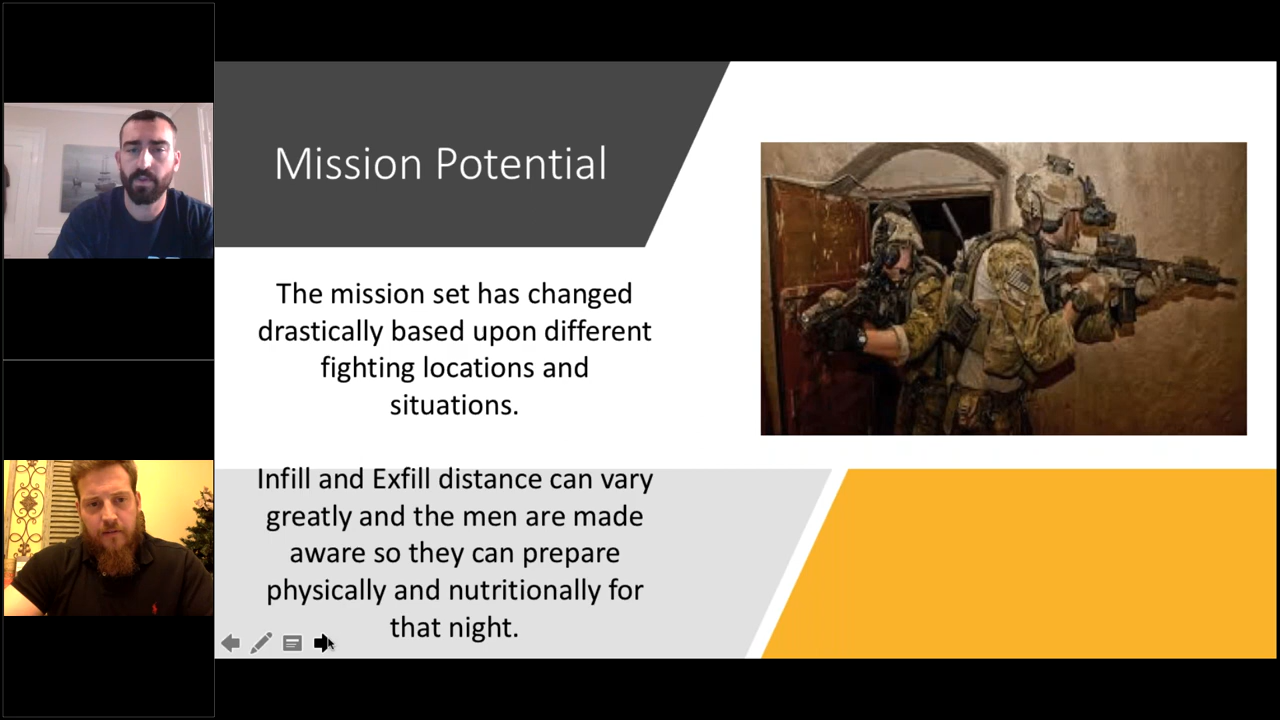 Mission Potential
The mission set has changed
drastically based upon different
fighting locations and
situations.
Infill and Exfill distance can vary
greatly and the men are made
aware so they can prepare
physically and nutritionally for
that night.